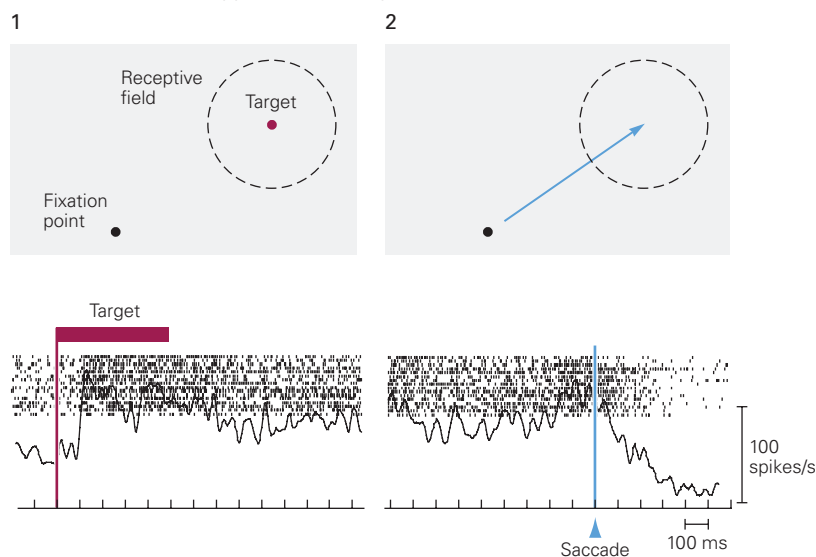 1
2
Receptive
field
Target
Fixation
point
Target
100
spikes/s
Saccade
100 ms